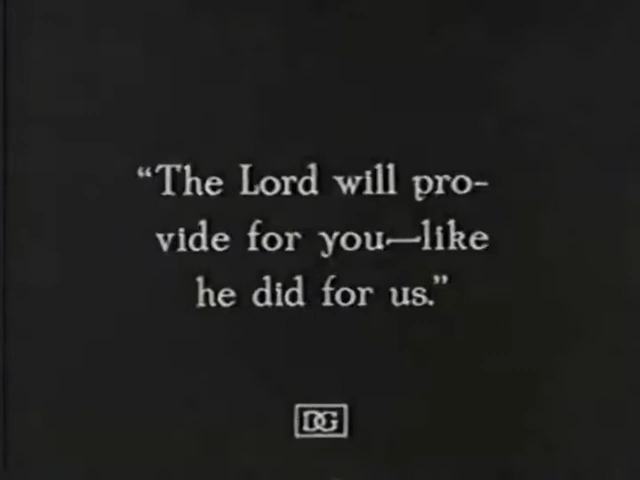 “The Lord will pro-
vide for you—like
he did for us.”
DG